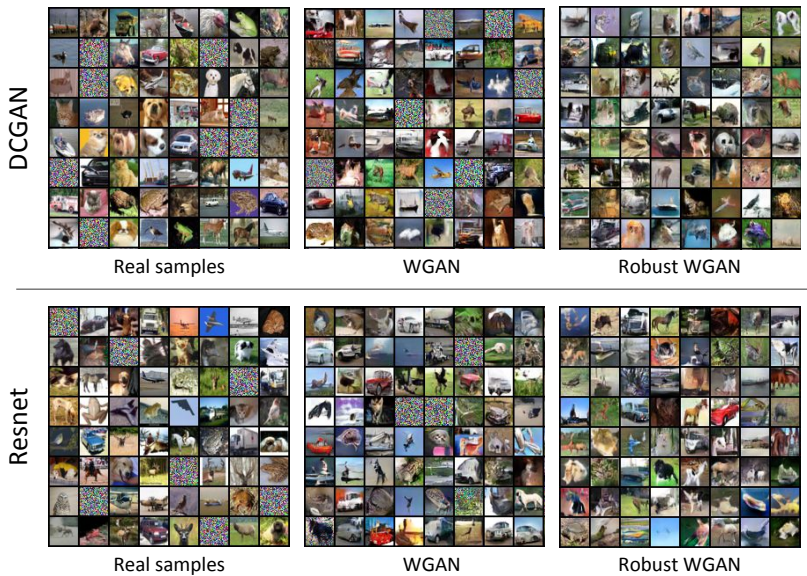 DCGAN
Real samples
WGAN
Robust WGAN
Resnet
Real samples
WGAN
Robust WGAN